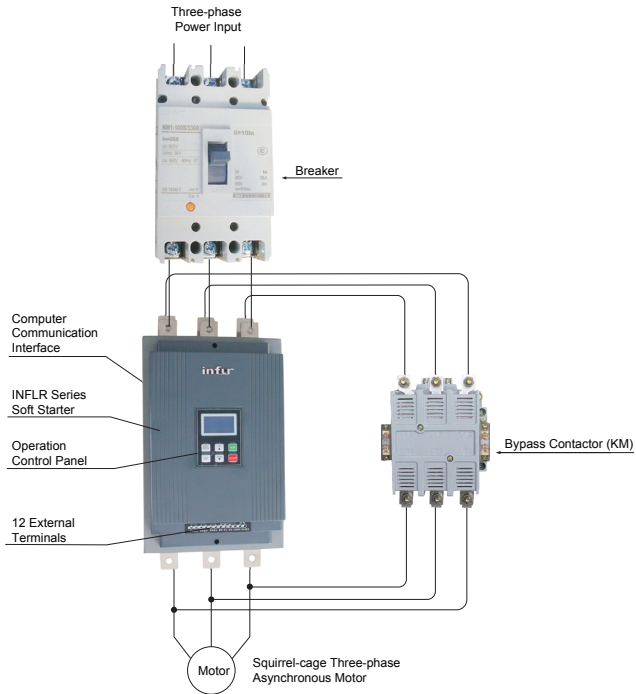 Three-phase
Power Input
Breaker
Computer
Communication
Interface
infιr
INFLR Series
Soft Starter
Operation
Control Panel
Bypass Contactor (KM)
12 External
Terminals
Motor
Squirrel-cage Three-phase
Asynchronous Motor